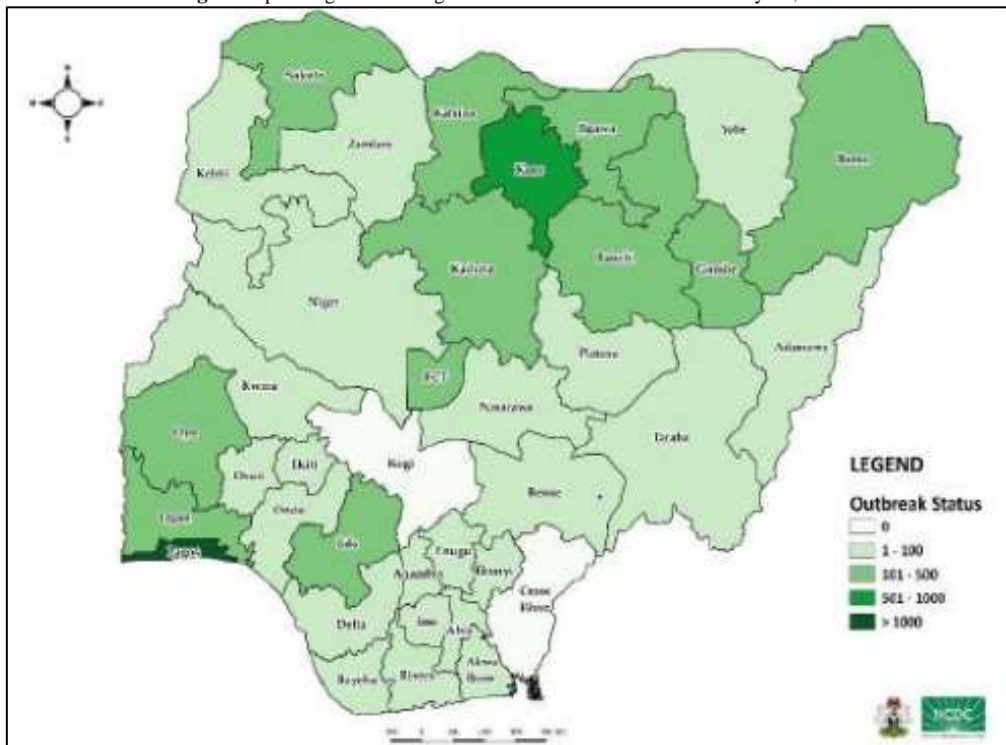 Sokoto
Katsina
Jigawa
Yobe
Borno
Zamfara
Kano
Kebbi
Kaduna
Bauchi
Gombe
Niger
Adamawa
Plateau
FCT
Kwara
Nasarawa
Taraba
Oyo
Kogi
Ekiti
Osun
Benue
LEGEND
Outbreak Status
0
1 - 100
101 - 500
501 - 1000
> 1000
Ondo
Ogun
Edo
Lagos
Enugu
Anambra
Ebonyi
Cross
River
Delta
Imo
Abia
Akwa
Ibom
Bayelsa
Rivers
NCDC